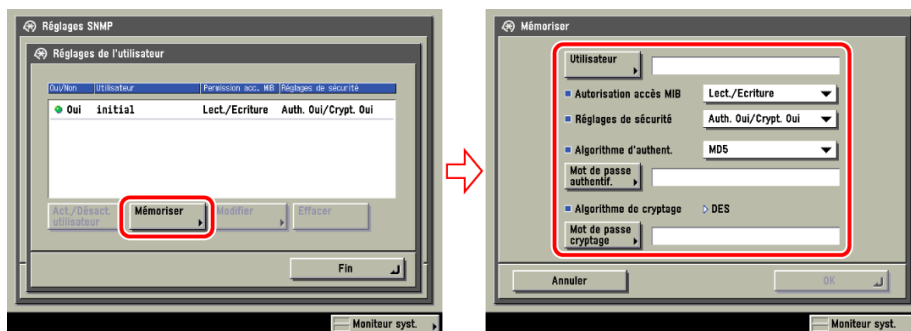 Réglages SNMP
Réglages de l'utilisateur
Oui/Non Utilisateur Permission acc. MIB Réglages de sécurité
Oui initial Lect./Ecriture Auth. Oui/Crypt. Oui
Act./Désact. utilisateur Mémoriser Modifier Effacer
Fin
Moniteur syst.
Mémoriser
Utilisateur
Autorisation accès MIB Lect./Ecriture
Réglages de sécurité Auth. Oui/Crypt. Oui
Algorithme d'authent. MD5
Mot de passe
authentif.
Algorithme de cryptage DES
Mot de passe
cryptage
Annuler OK
Moniteur syst.